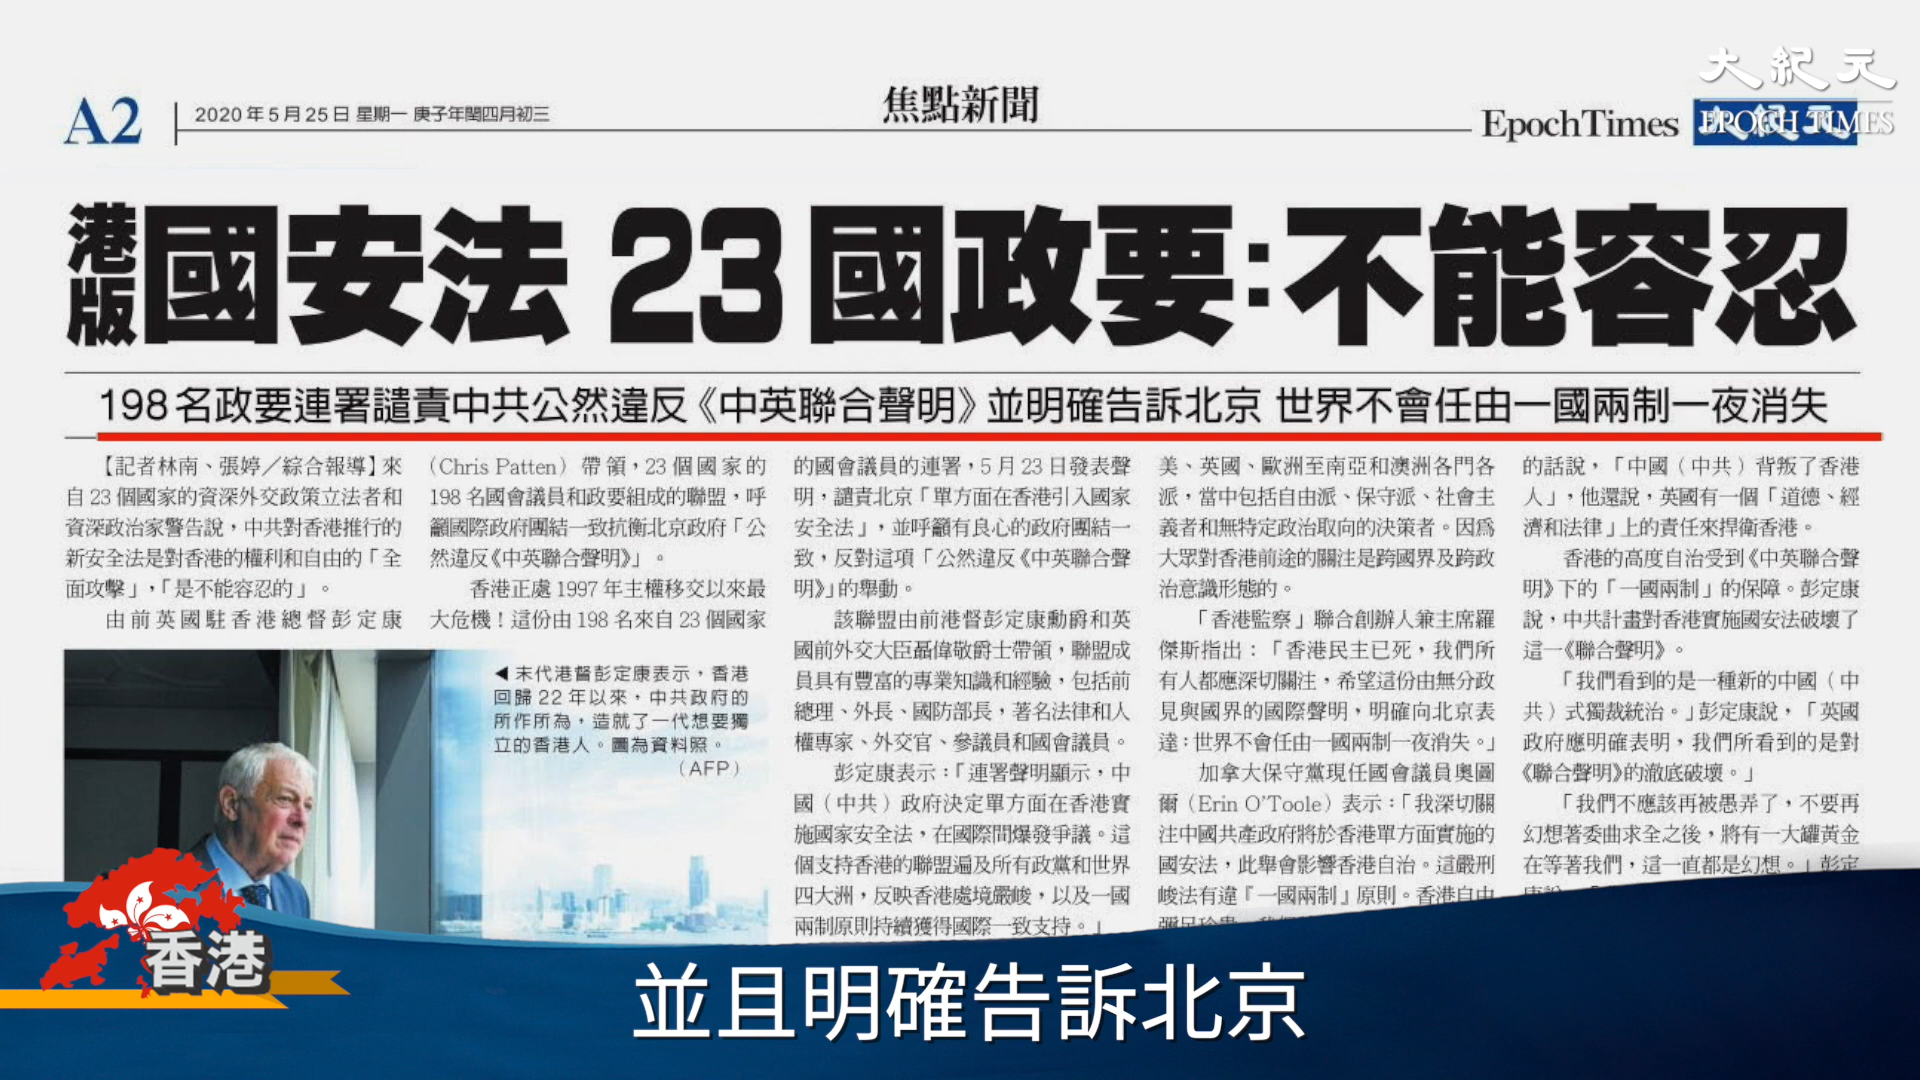 大紀元
EPOCH TIMES
A2
2020年5月25日 星期一 庚子年閏四月初三
焦點新聞
EpochTimes
港版國安法 23國政要:不能容忍
198名政要連署譴責中共公然違反《中英聯合聲明》並明確告訴北京 世界不會任由一國兩制一夜消失
【記者林南、張婷／綜合報導】來
自23個國家的資深外交政策立法者和
資深政治家警告說，中共對香港推行的
新安全法是對香港的權利和自由的「全
面攻擊」，「是不能容忍的」。
由前英國駐香港總督彭定康
（Chris Patten）帶領，23個國家的
198名國會議員和政要組成的聯盟，呼
籲國際政府團結一致抗衡北京政府「公
然違反《中英聯合聲明》」。
香港正處1997年主權移交以來最
大危機！這份由198名來自23個國家
◀末代港督彭定康表示，香港
回歸22年以來，中共政府的
所作所為，造就了一代想要獨
立的香港人。圖為資料照。
（AFP）
的國會議員的連署，5月23日發表聲
明，譴責北京「單方面在香港引入國家
安全法」，並呼籲有良心的政府團結一
致，反對這項「公然違反《中英聯合聲
明》」的舉動。
該聯盟由前港督彭定康勳爵和英
國前外交大臣聶偉敬爵士帶領，聯盟成
員具有豐富的專業知識和經驗，包括前
總理、外長、國防部長，著名法律和人
權專家、外交官、參議員和國會議員。
彭定康表示：「連署聲明顯示，中
國（中共）政府決定單方面在香港實
施國家安全法，在國際間爆發爭議。這
個支持香港的聯盟遍及所有政黨和世界
四大洲，反映香港處境嚴峻，以及一國
兩制原則持續獲得國際一致支持。」
美、英國、歐洲至南亞和澳洲各門各
派，當中包括自由派、保守派、社會主
義者和無特定政治取向的決策者。因爲
大眾對香港前途的關注是跨國界及跨政
治意識形態的。
「香港監察」聯合創辦人兼主席羅
傑斯指出：「香港民主已死，我們所
有人都應深切關注，希望這份由無分政
見與國界的國際聲明，明確向北京表
達：世界不會任由一國兩制一夜消失。」
加拿大保守黨現任國會議員奧圖
爾（Erin O'Toole）表示：「我深切關
注中國共產政府將於香港單方面實施的
國安法，此舉會影響香港自治。這嚴刑
峻法有違『一國兩制』原則。香港自由
的話說，「中國（中共）背叛了香港
人」，他還說，英國有一個「道德、經
濟和法律」上的責任來捍衛香港。
香港的高度自治受到《中英聯合聲
明》下的「一國兩制」的保障。彭定康
說，中共計畫對香港實施國安法破壞了
這一《聯合聲明》。
「我們看到的是一種新的中國（中
共）式獨裁統治。」彭定康說，「英國
政府應明確表明，我們所看到的是對
《聯合聲明》的澈底破壞。」
「我們不應該再被愚弄了，不要再
幻想著委曲求全之後，將有一大罐黃金
在等著我們，這一直都是幻想。」彭定
香港
並且明確告訴北京